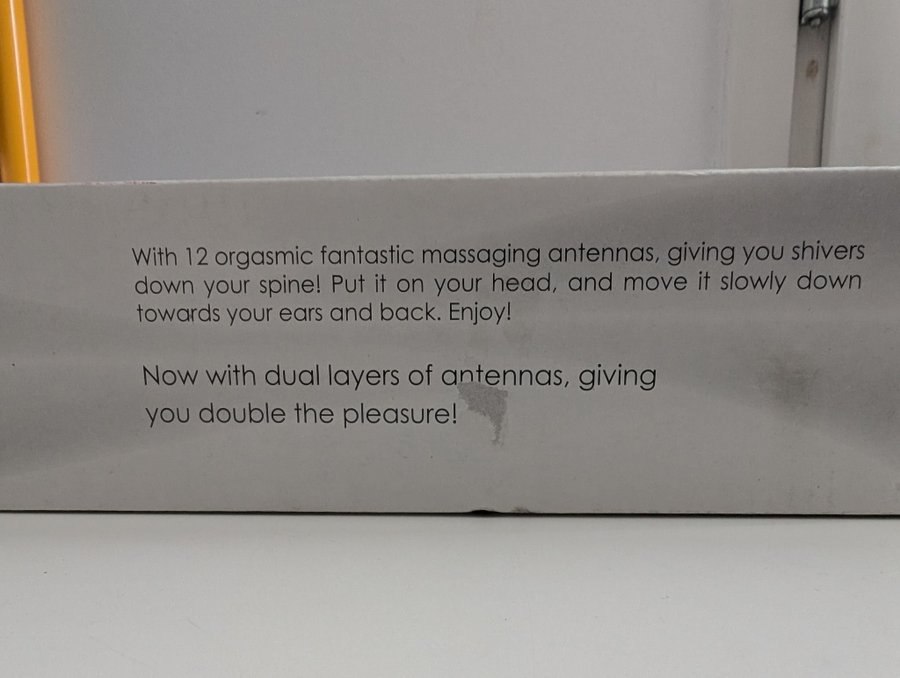 With 12 orgasmic fantastic massaging antennas, giving you shivers
down your spine! Put it on your head, and move it slowly down
towards your ears and back. Enjoy!
Now with dual layers of antennas, giving
you double the pleasure!